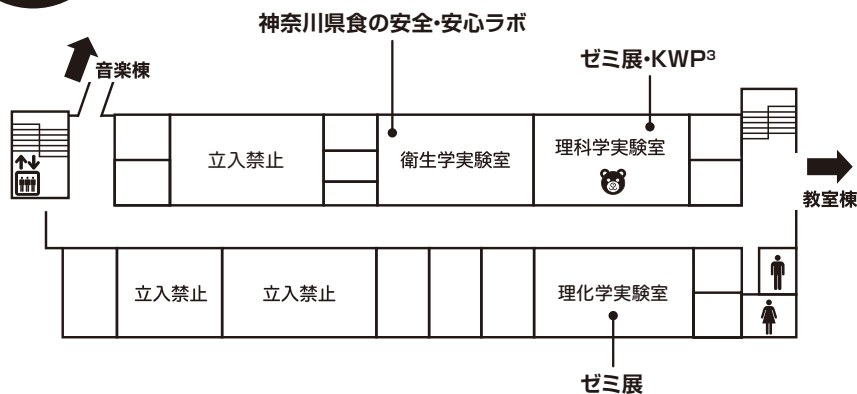 神奈川県食の安全・安心ラボ
ゼミ展・KWP³
音楽棟
立入禁止
衛生学実験室
理科学実験室
教室棟
立入禁止
立入禁止
理化学実験室
ゼミ展